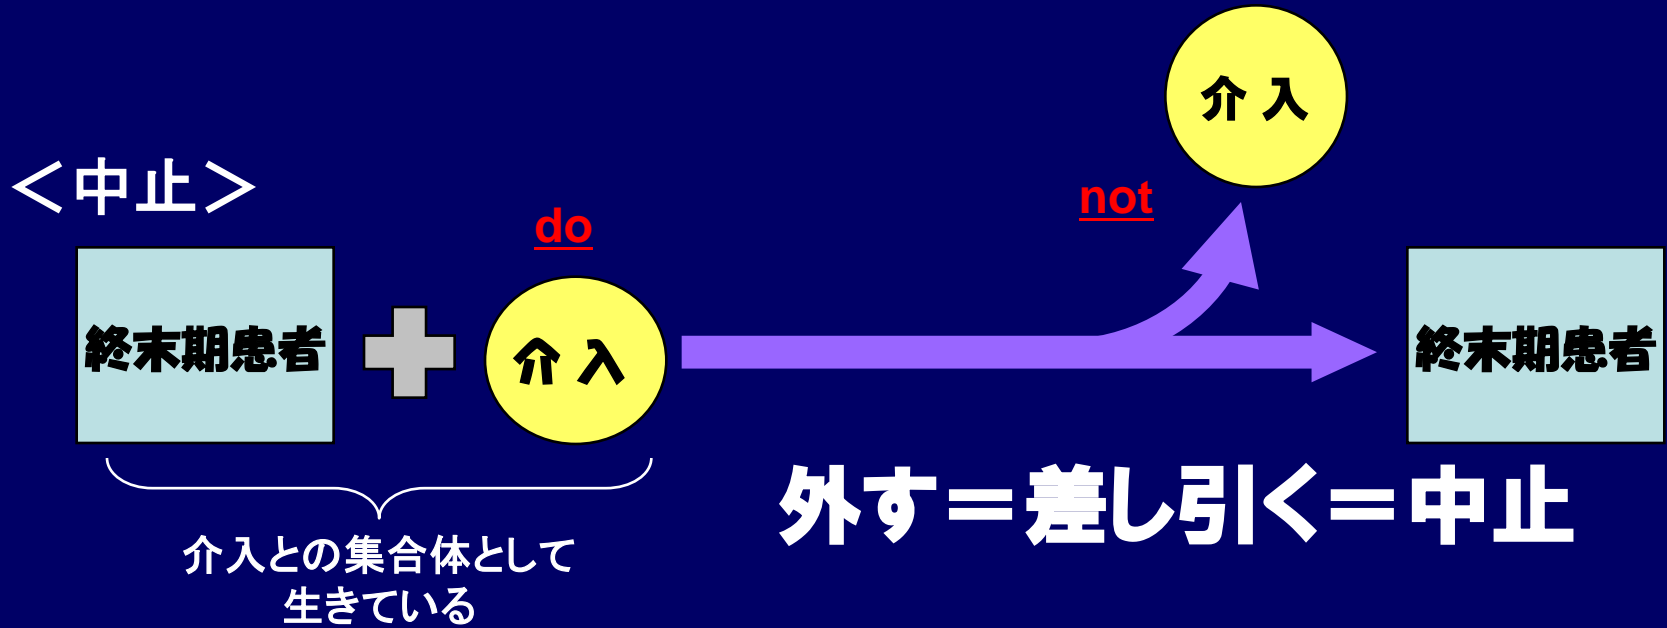 介入
not
＜中止＞
do
終末期患者
介入
終末期患者
外す＝差し引く＝中止
介入との集合体として
生きている